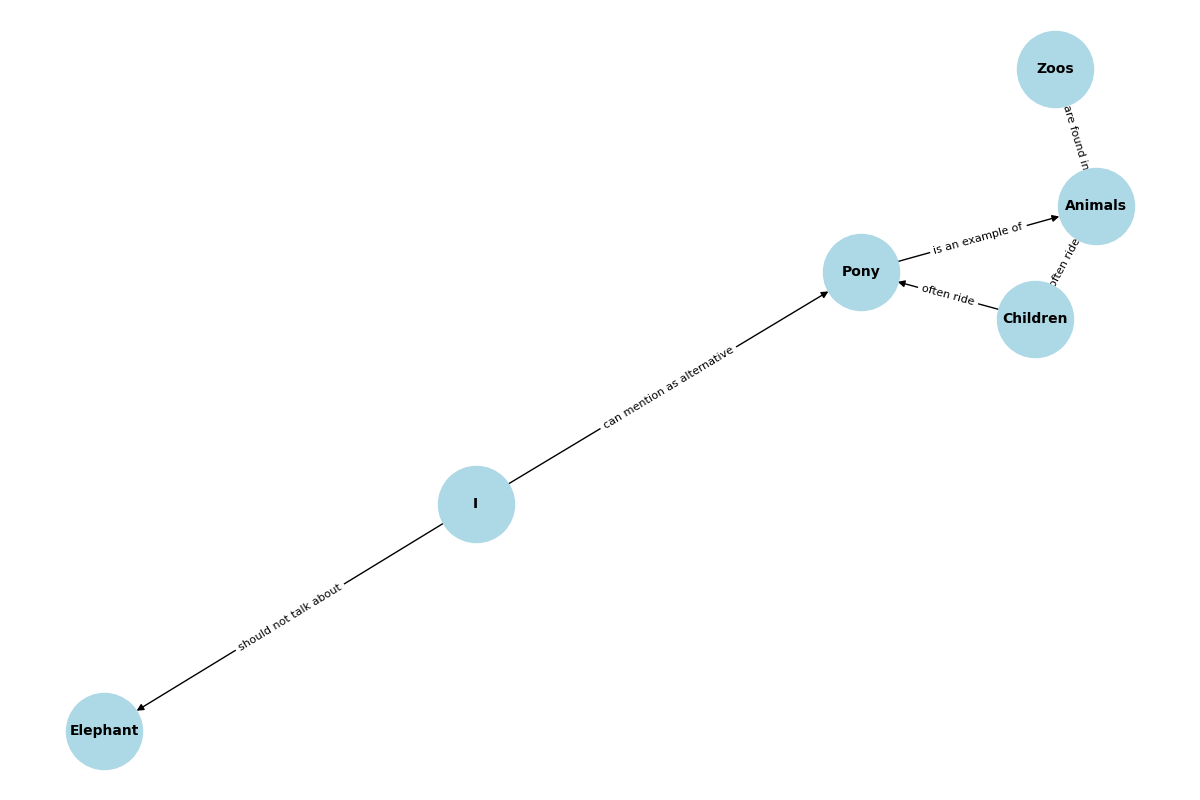 Zoos
are found in
Animals
is an example of
Pony
often ride
often ride
Children
can mention as alternative
I
should not talk about
Elephant